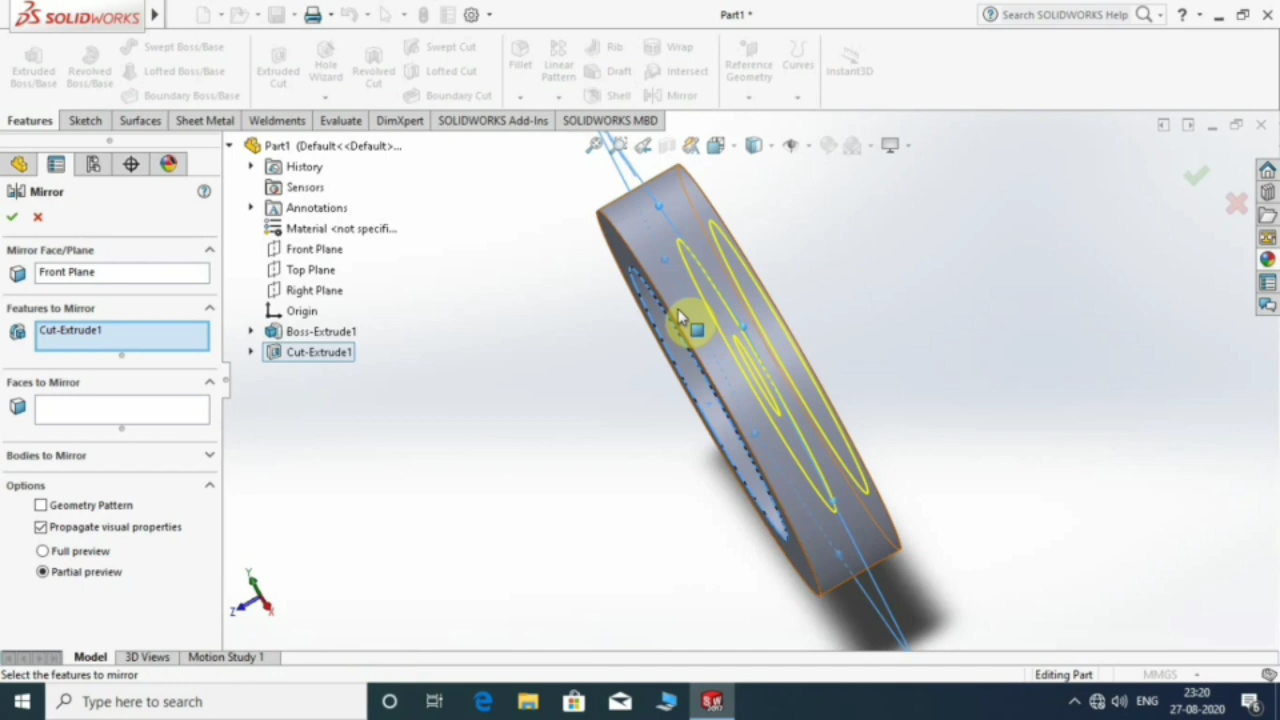 SOLIDWORKS
Part1 *
Search SOLIDWORKS Help
Extruded Boss/Base
Revolved Boss/Base
Swept Boss/Base
Lofted Boss/Base
Boundary Boss/Base
Extruded Cut
Hole Wizard
Revolved Cut
Swept Cut
Lofted Cut
Boundary Cut
Fillet
Linear Pattern
Rib
Draft
Shell
Wrap
Intersect
Mirror
Reference Geometry
Curves
Instant3D
Features
Sketch
Surfaces
Sheet Metal
Weldments
Evaluate
DimXpert
SOLIDWORKS Add-Ins
SOLIDWORKS MBD
Mirror
Mirror Face/Plane
Front Plane
Features to Mirror
Cut-Extrude1
Faces to Mirror
Bodies to Mirror
Options
Geometry Pattern
Propagate visual properties
Full preview
Partial preview
Part1 (Default<<Default>...
History
Sensors
Annotations
Material <not specifi...
Front Plane
Top Plane
Right Plane
Origin
Boss-Extrude1
Cut-Extrude1
Y
Z
X
Model
3D Views
Motion Study 1
Select the features to mirror
Editing Part
MMGS
Type here to search
SW
2017
ENG
23:20
27-08-2020
6